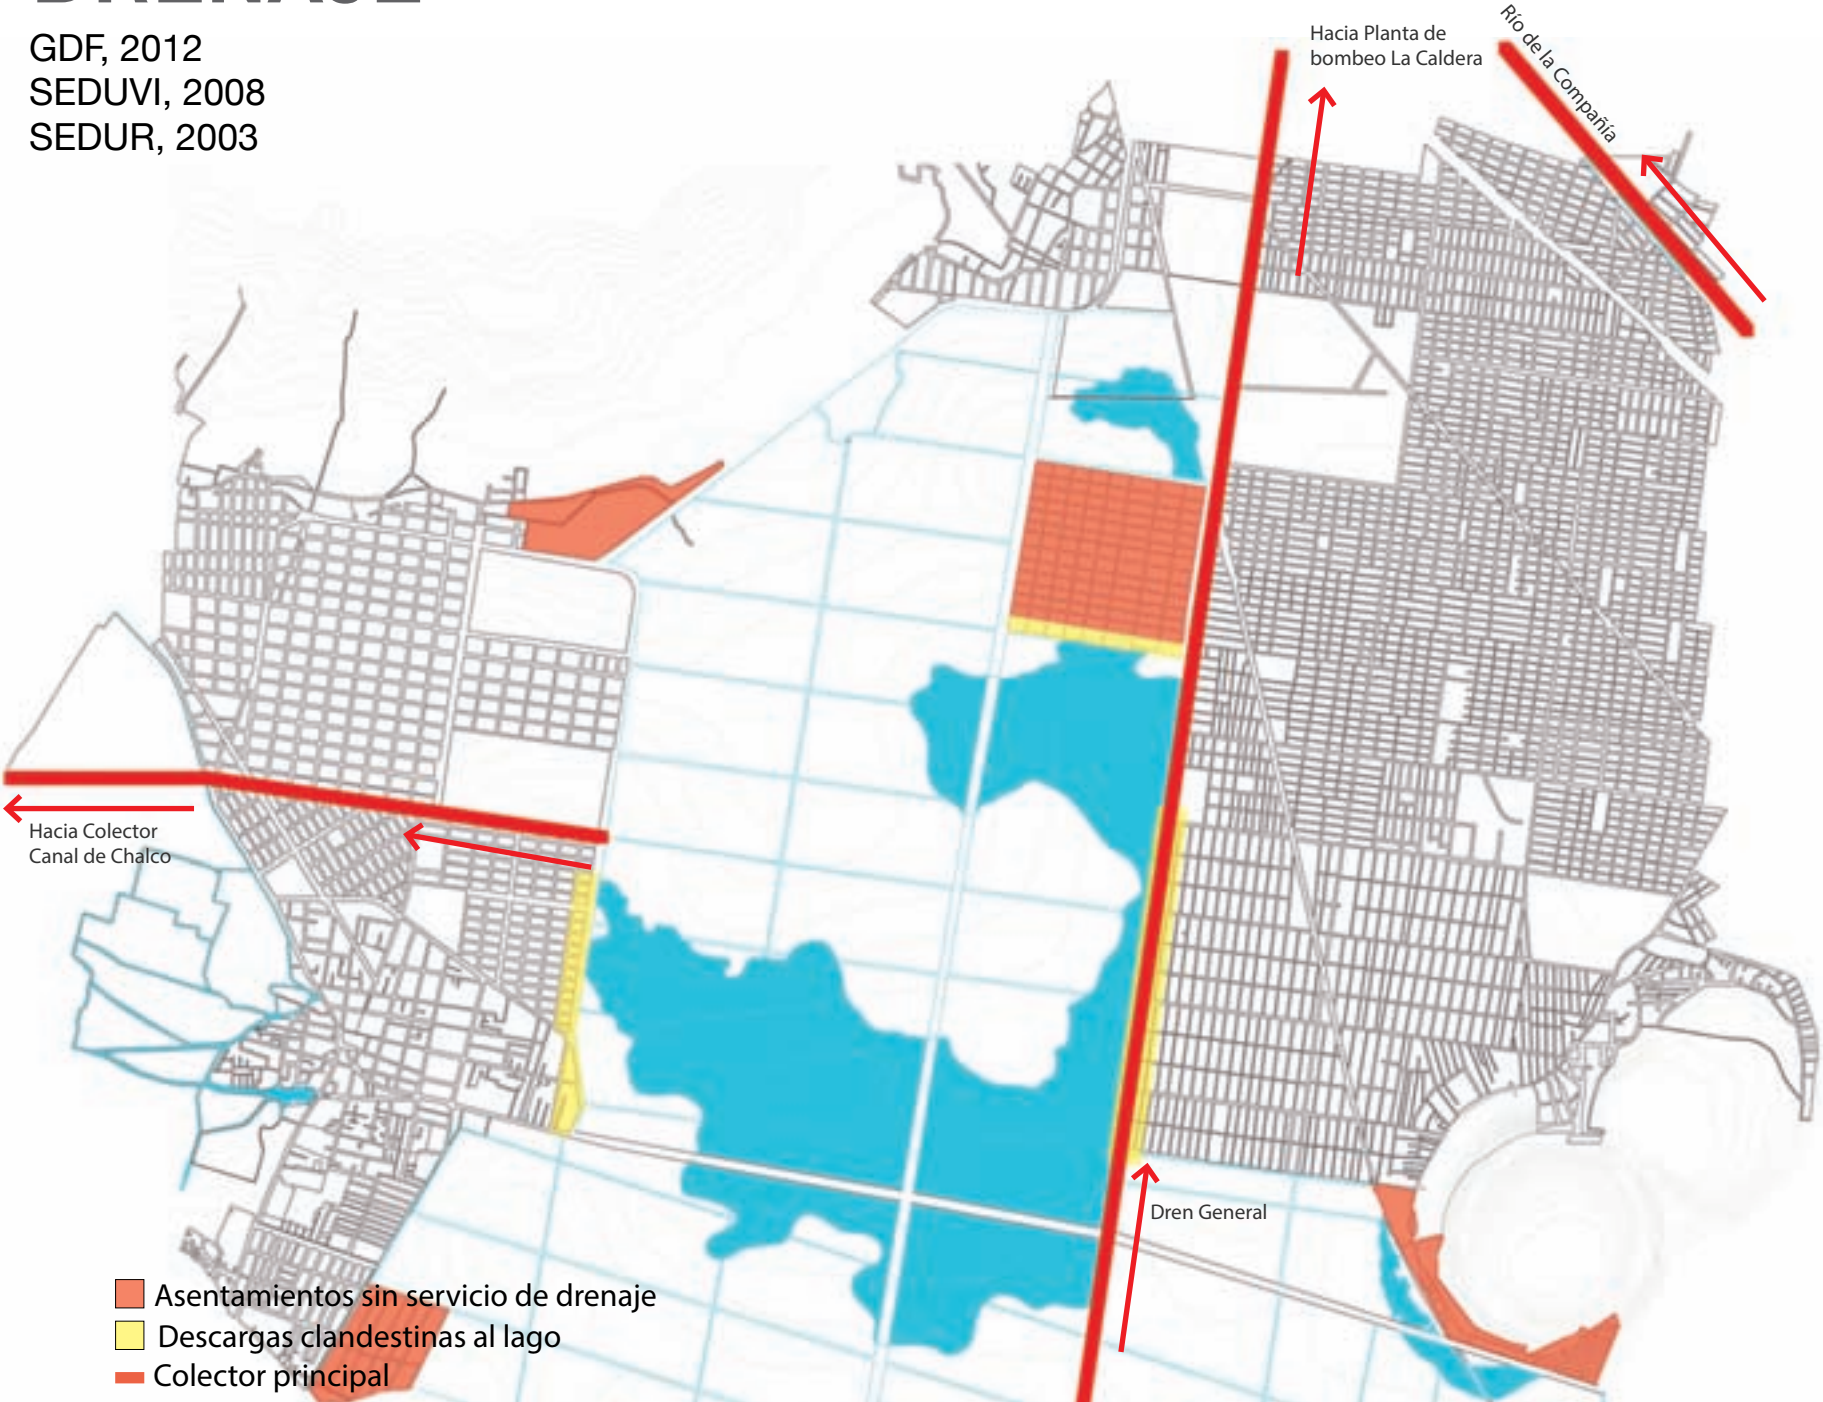 DRENAJE
GDF, 2012
SEDUVI, 2008
SEDUR, 2003
Hacia Planta de
bombeo La Caldera
Río de la Compañía
Hacia Colector
Canal de Chalco
Dren General
Asentamientos sin servicio de drenaje
Descargas clandestinas al lago
Colector principal